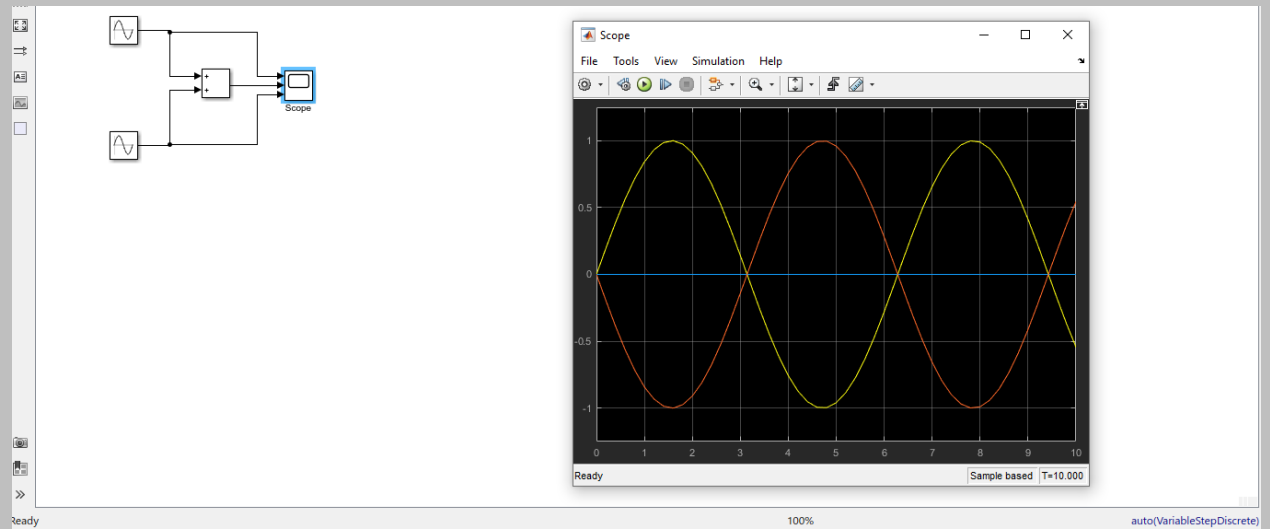 Scope
File Tools View Simulation Help
A
+
+
Scope
1
0.5
0
-0.5
-1
0 1 2 3 4 5 6 7 8 9 10
Ready Sample based T=10.000
Ready 100% auto(VariableStepDiscrete)